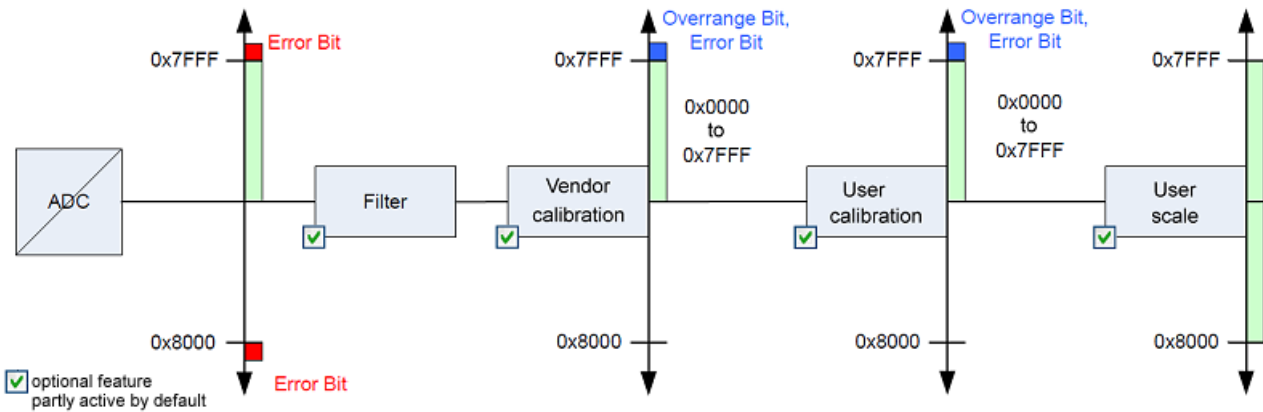 Error Bit
0x7FFF
ADC
0x8000
Error Bit
Filter
Vendor
calibration
Overrange Bit,
Error Bit
0x7FFF
0x0000
to
0x7FFF
0x8000
User
calibration
Overrange Bit,
Error Bit
0x7FFF
0x0000
to
0x7FFF
0x8000
User
scale
0x7FFF
0x8000
optional feature
partly active by default